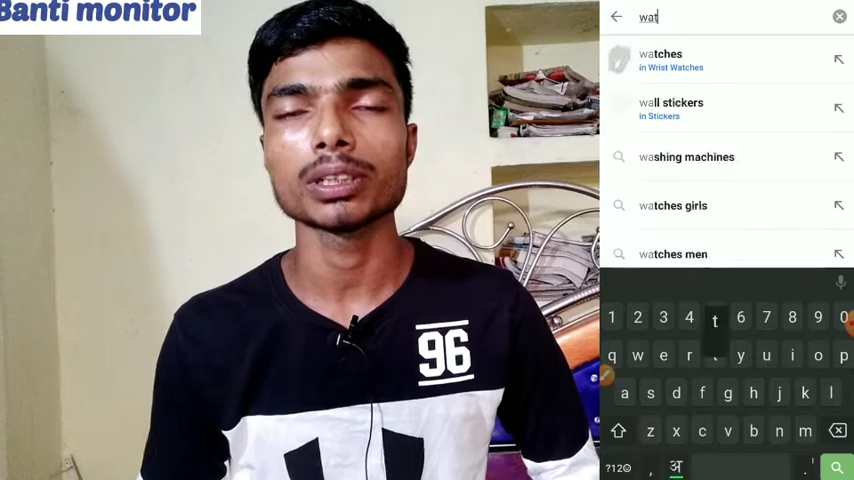 Banti monitor
96
wat
watches
in Wrist Watches
wall stickers
in Stickers
washing machines
watches girls
watches men
1 2 3 4 t 6 7 8 9 0
q w e r t y u i o p
a s d f g h j k l
z x c v b n m
?12☺ , अ .